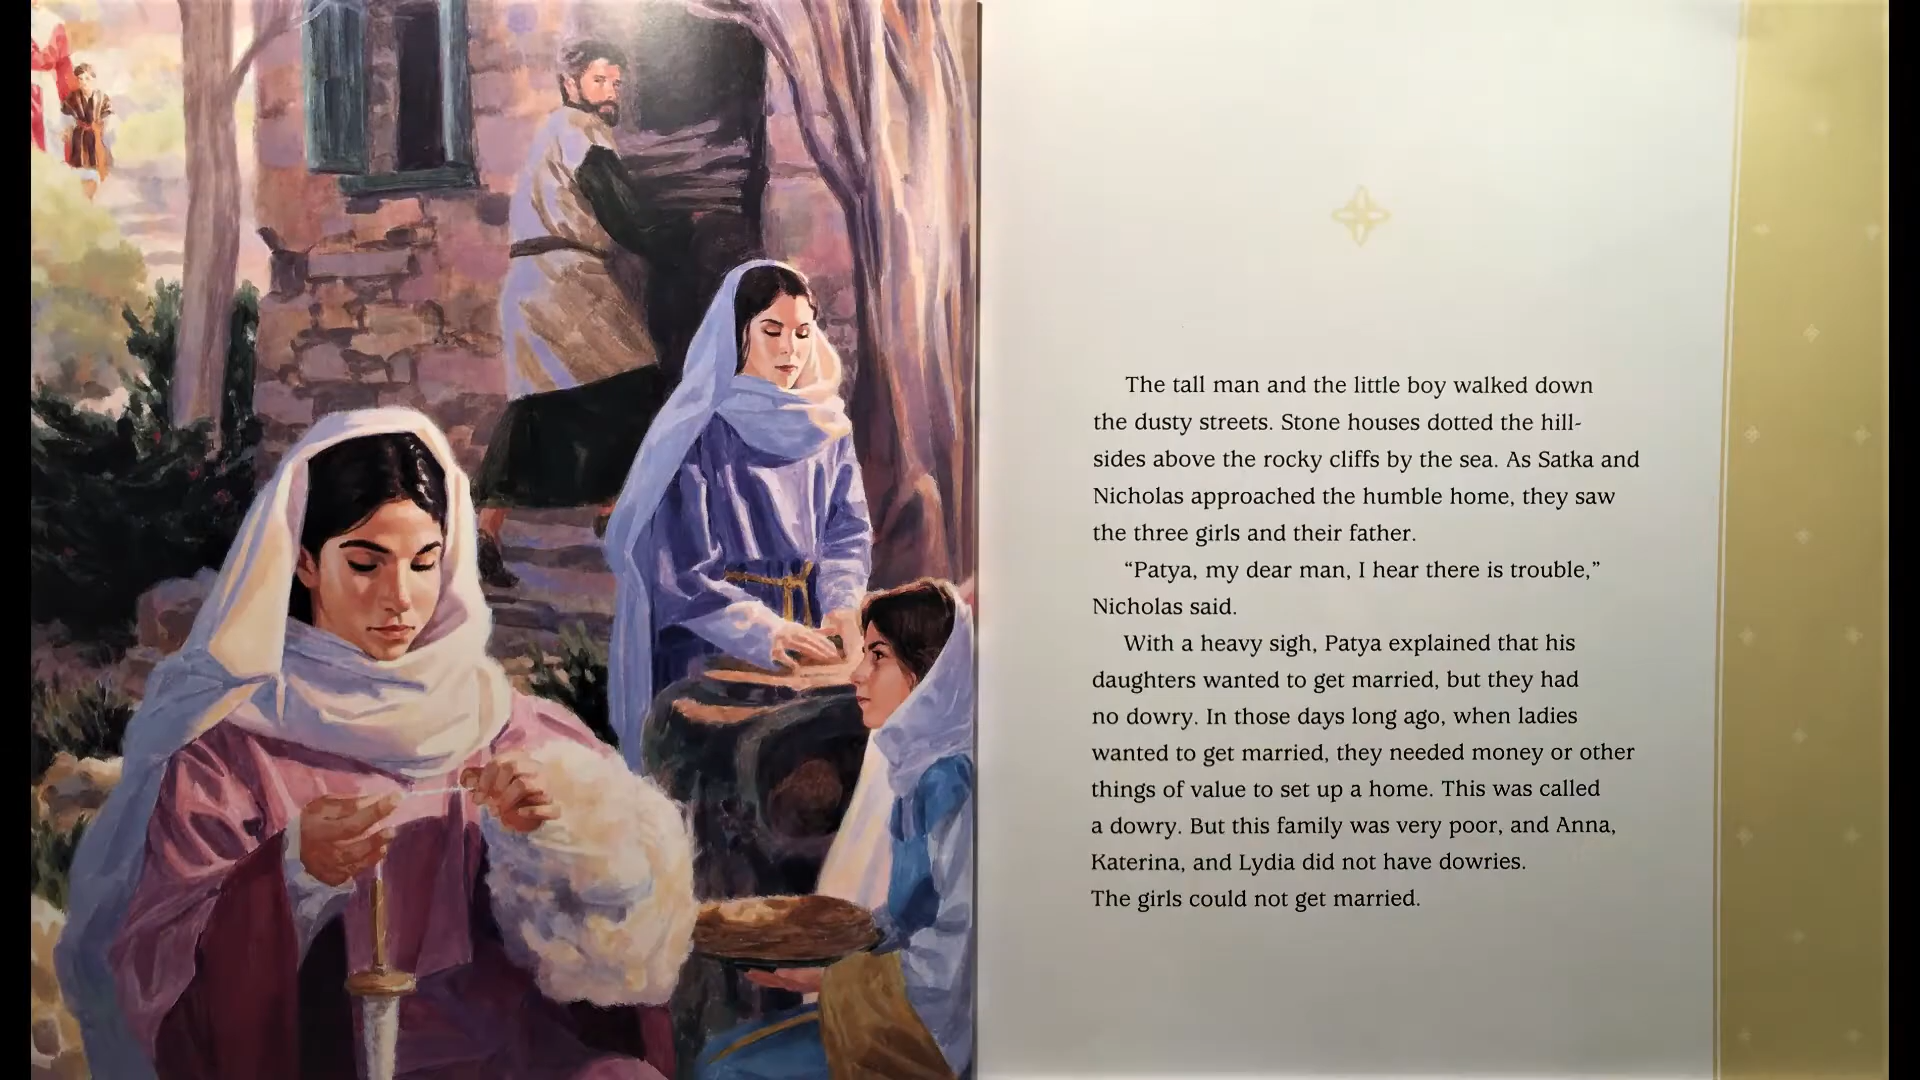 The tall man and the little boy walked down
the dusty streets. Stone houses dotted the hill-
sides above the rocky cliffs by the sea. As Satka and
Nicholas approached the humble home, they saw
the three girls and their father.
“Patya, my dear man, I hear there is trouble,”
Nicholas said.
With a heavy sigh, Patya explained that his
daughters wanted to get married, but they had
no dowry. In those days long ago, when ladies
wanted to get married, they needed money or other
things of value to set up a home. This was called
a dowry. But this family was very poor, and Anna,
Katerina, and Lydia did not have dowries.
The girls could not get married.